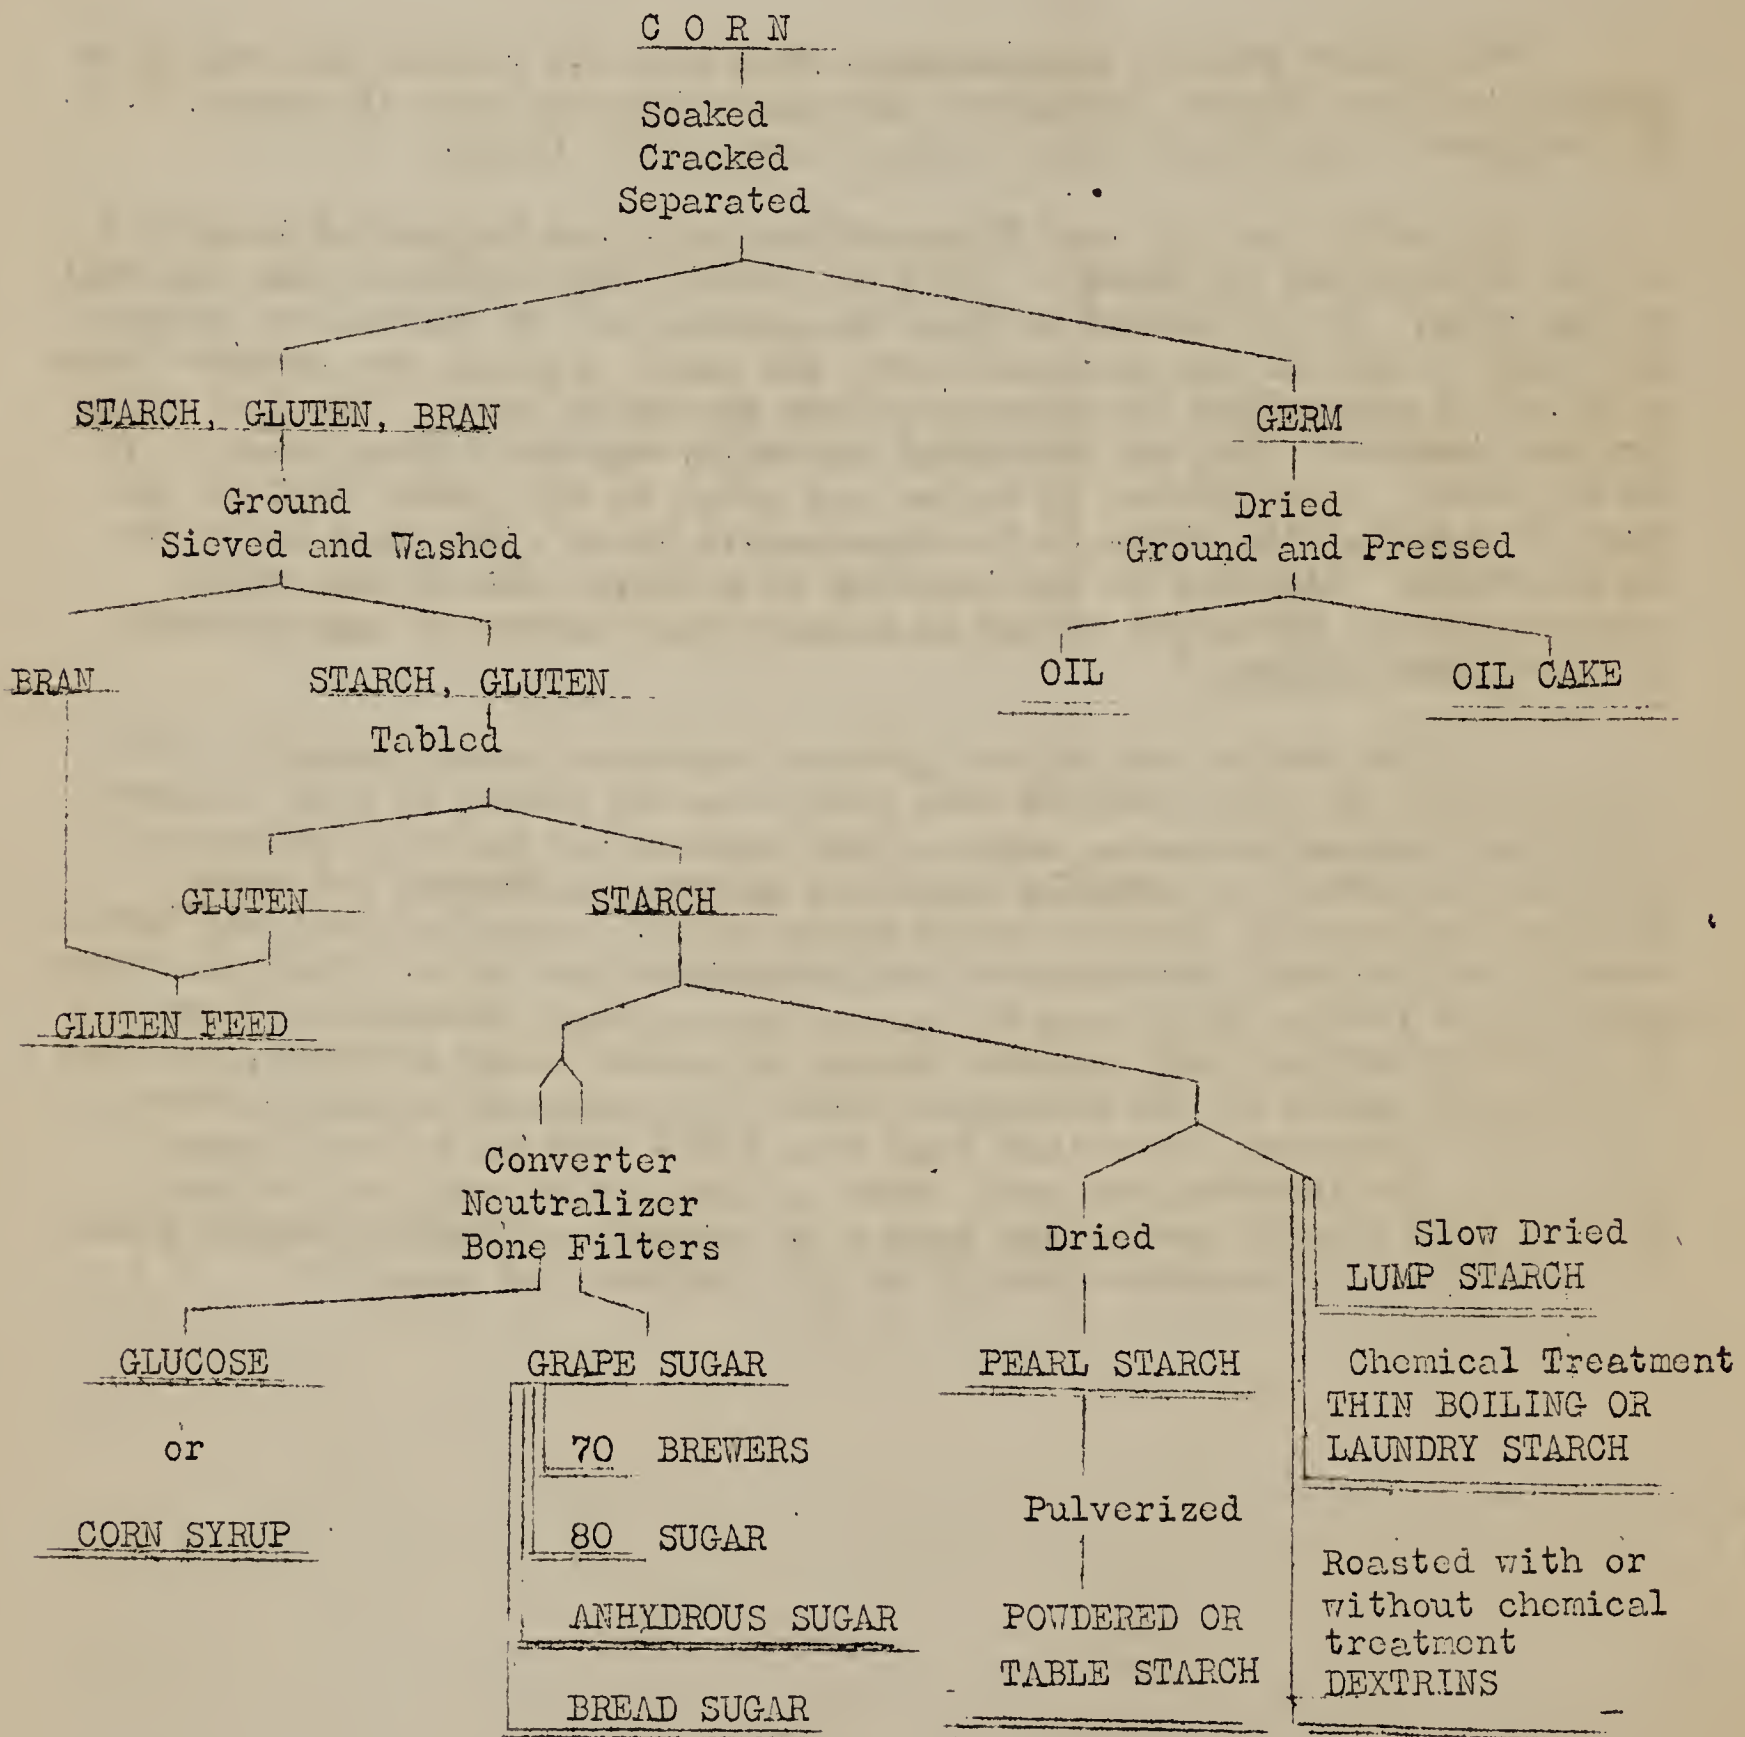 CORN
Soaked
Cracked
Separated
STARCH, GLUTEN, BRAN
GERM
Ground
Sieved and Washed
Dried
Ground and Pressed
BRAN
STARCH, GLUTEN
OIL
OIL CAKE
Tabled
GLUTEN
STARCH
GLUTEN FEED
Converter
Neutralizer
Bone Filters
Dried
Slow Dried
LUMP STARCH
GLUCOSE
or
CORN SYRUP
GRAPE SUGAR
70 BREWERS
80 SUGAR
ANHYDROUS SUGAR
BREAD SUGAR
PEARL STARCH
Pulverized
POWDERED OR
TABLE STARCH
Chemical Treatment
THIN BOILING OR
LAUNDRY STARCH
Roasted with or
without chemical
treatment
DEXTRINS